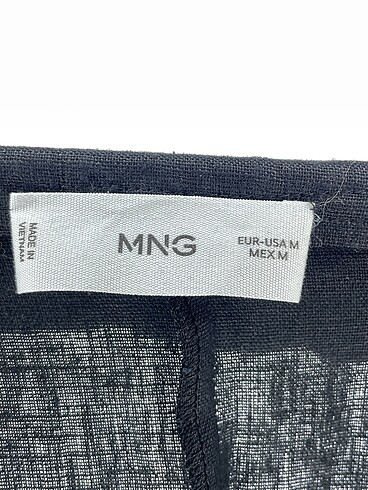 MADE IN
VIETNAM
MNG
EUR-USA M
MEX M